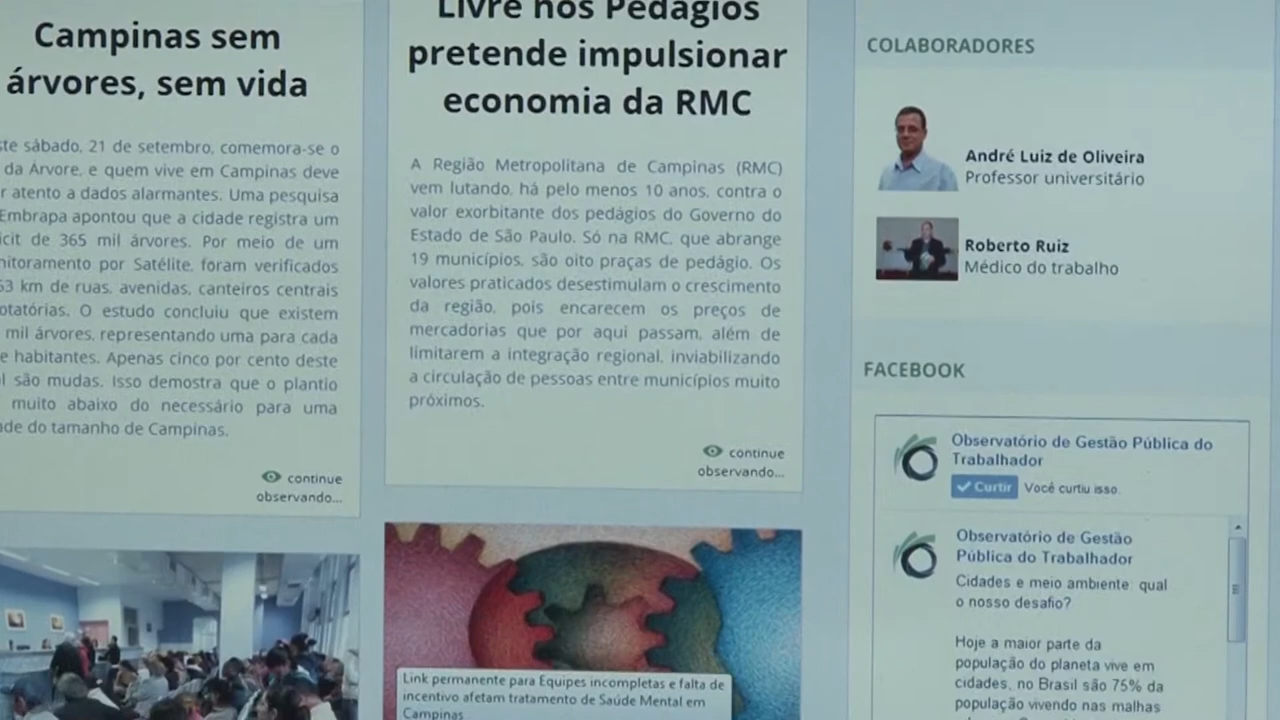 Campinas sem
árvores, sem vida
ste sábado, 21 de setembro, comemora-se o
da Árvore, e quem vive em Campinas deve
r atento a dados alarmantes. Uma pesquisa
Embrapa apontou que a cidade registra um
icit de 365 mil árvores. Por meio de um
nitoramento por Satélite, foram verificados
53 km de ruas, avenidas, canteiros centrais
otatórias. O estudo concluiu que existem
mil árvores, representando uma para cada
e habitantes. Apenas cinco por cento deste
l são mudas. Isso demostra que o plantio
muito abaixo do necessário para uma
ade do tamanho de Campinas.
continue
observando...
Livre nos Pedágios
pretende impulsionar
economia da RMC
A Região Metropolitana de Campinas (RMC)
vem lutando, há pelo menos 10 anos, contra o
valor exorbitante dos pedágios do Governo do
Estado de São Paulo. Só na RMC, que abrange
19 municípios, são oito praças de pedágio. Os
valores praticados desestimulam o crescimento
da região, pois encarecem os preços de
mercadorias que por aqui passam, além de
limitarem a integração regional, inviabilizando
a circulação de pessoas entre municípios muito
próximos.
continue
observando...
Link permanente para Equipes incompletas e falta de
incentivo afetam tratamento de Saúde Mental em
Campinas
COLABORADORES
André Luiz de Oliveira
Professor universitário
Roberto Ruiz
Médico do trabalho
FACEBOOK
Observatório de Gestão Pública do
Trabalhador
Curtir Você curtiu isso.
Observatório de Gestão
Pública do Trabalhador
Cidades e meio ambiente: qual
o nosso desafio?
Hoje a maior parte da
população do planeta vive em
cidades, no Brasil são 75% da
população vivendo nas malhas